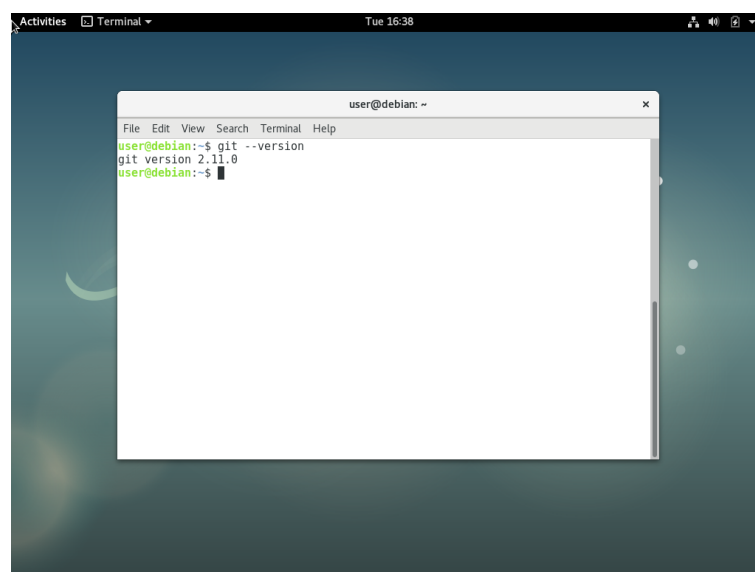 Activities Terminal Tue 16:38
user@debian: ~
File Edit View Search Terminal Help
user@debian:~$ git --version
git version 2.11.0
user@debian:~$